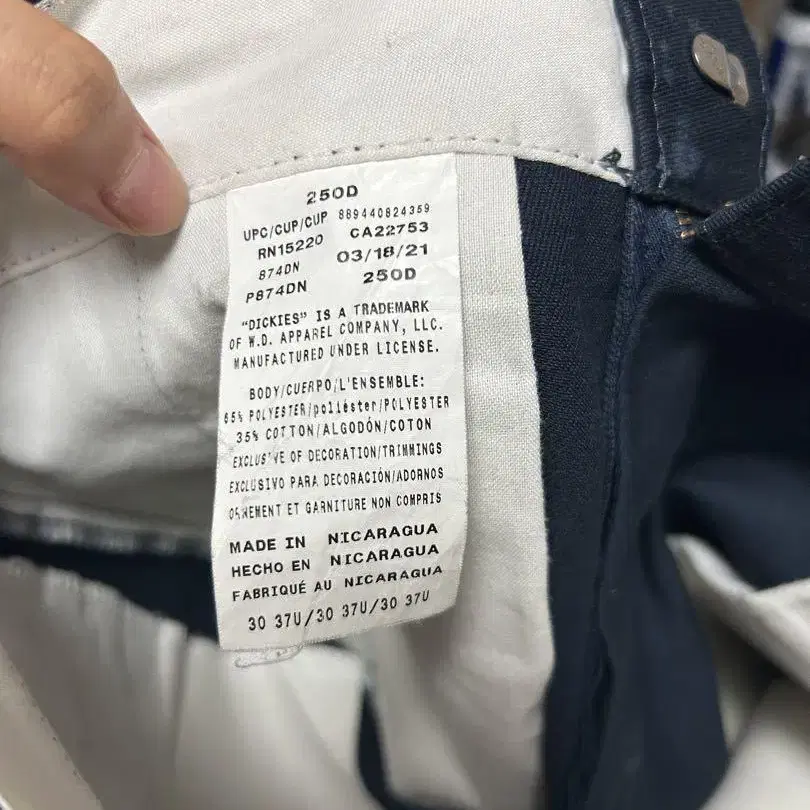 250D
UPC/CUP/CUP 889440824359
RN15220 CA22753
874DN 03/18/21
P874DN 250D
"DICKIES" IS A TRADEMARK
OF W.D. APPAREL COMPANY, LLC.
MANUFACTURED UNDER LICENSE.
BODY/CUERPO/L'ENSEMBLE:
65% POLYESTER/poliéster/POLYESTER
35% COTTON/ALGODÓN/COTON
EXCLUSIVE OF DECORATION/TRIMMINGS
EXCLUSIVO PARA DECORACIÓN/ADORNOS
ORNEMENT ET GARNITURE NON COMPRIS
MADE IN NICARAGUA
HECHO EN NICARAGUA
FABRIQUÉ AU NICARAGUA
30 37U/30 37U/30 37U